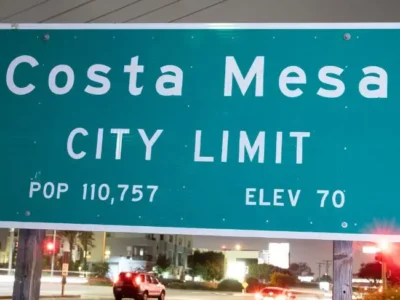 Costa Mesa
CITY LIMIT
POP 110,757 ELEV 70